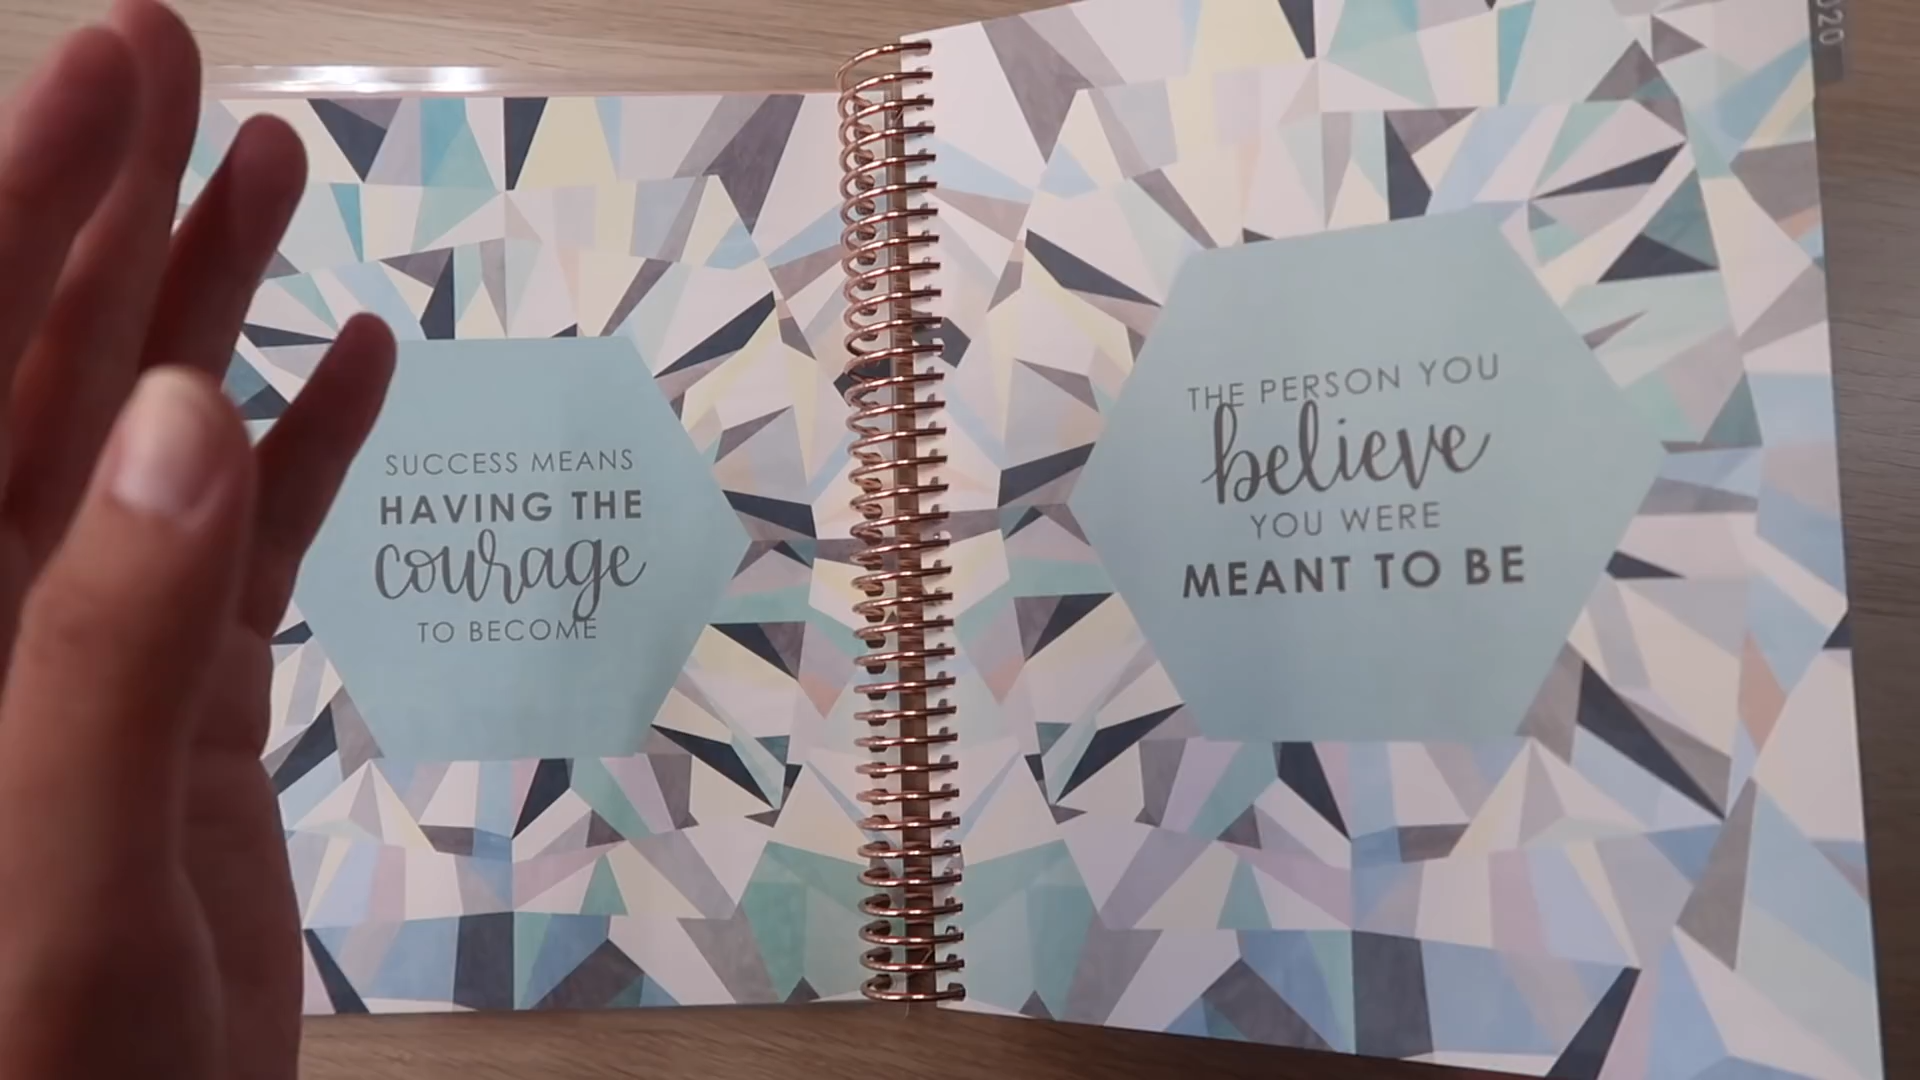 SUCCESS MEANS
HAVING THE
courage
TO BECOME
THE PERSON YOU
believe
YOU WERE
MEANT TO BE